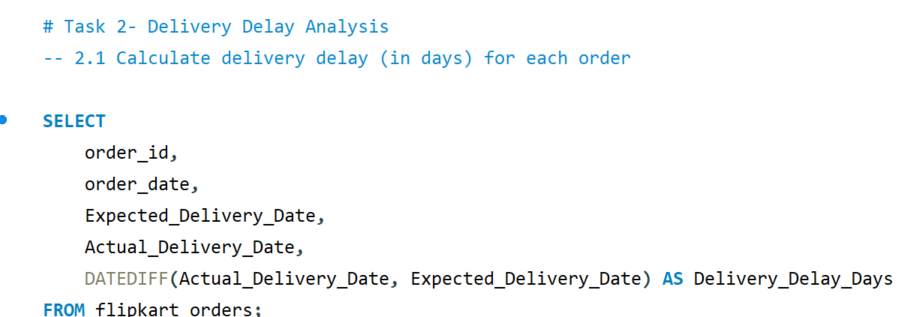 # Task 2- Delivery Delay Analysis
-- 2.1 Calculate delivery delay (in days) for each order
SELECT
order_id,
order_date,
Expected_Delivery_Date,
Actual_Delivery_Date,
DATEDIFF(Actual_Delivery_Date, Expected_Delivery_Date) AS Delivery_Delay_Days
FROM flipkart_orders;